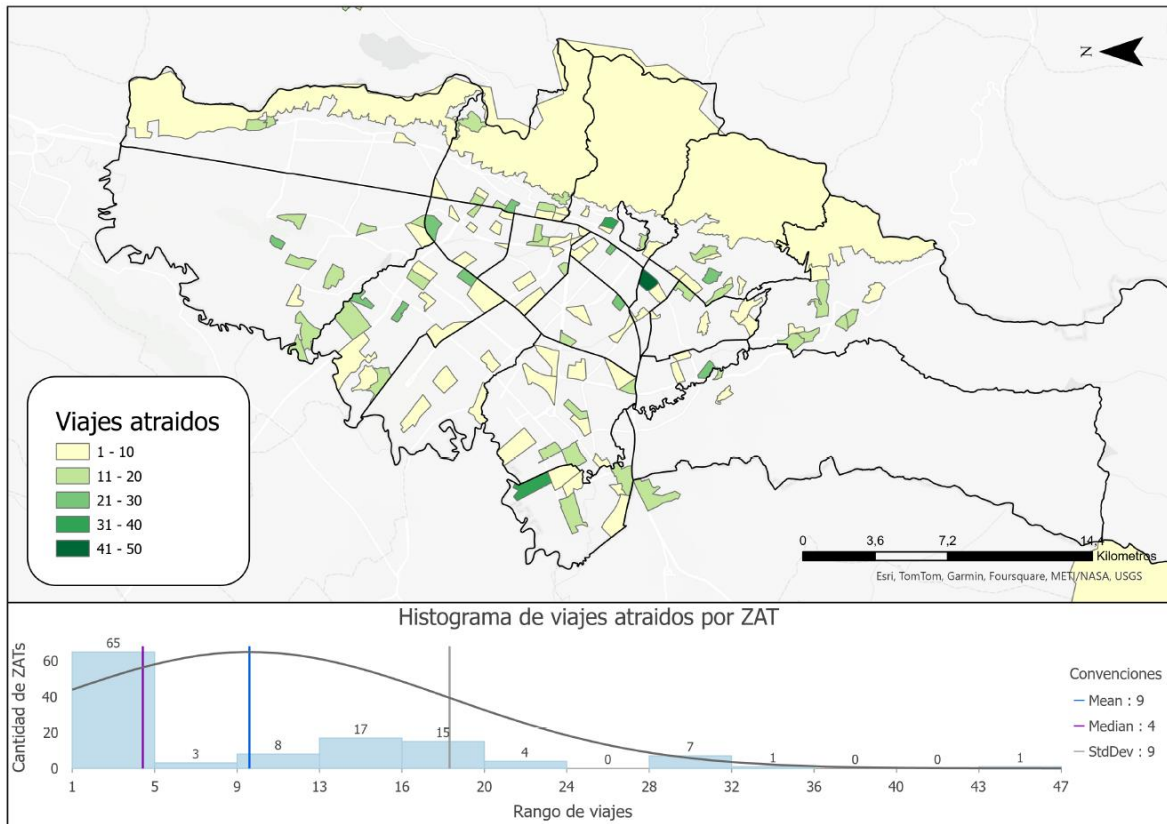 N
Viajes atraidos
1 - 10
11 - 20
21 - 30
31 - 40
41 - 50
0 3,6 7,2 14,4
Kilometros
Esri, TomTom, Garmin, Foursquare, METI/NASA, USGS
Histograma de viajes atraidos por ZAT
Cantidad de ZATs
60
40
20
0
65 3 8 17 15 4 0 7 1 0 0 1
1 5 9 13 16 20 24 28 32 36 40 43 47
Rango de viajes
Convenciones
Mean : 9
Median : 4
StdDev : 9